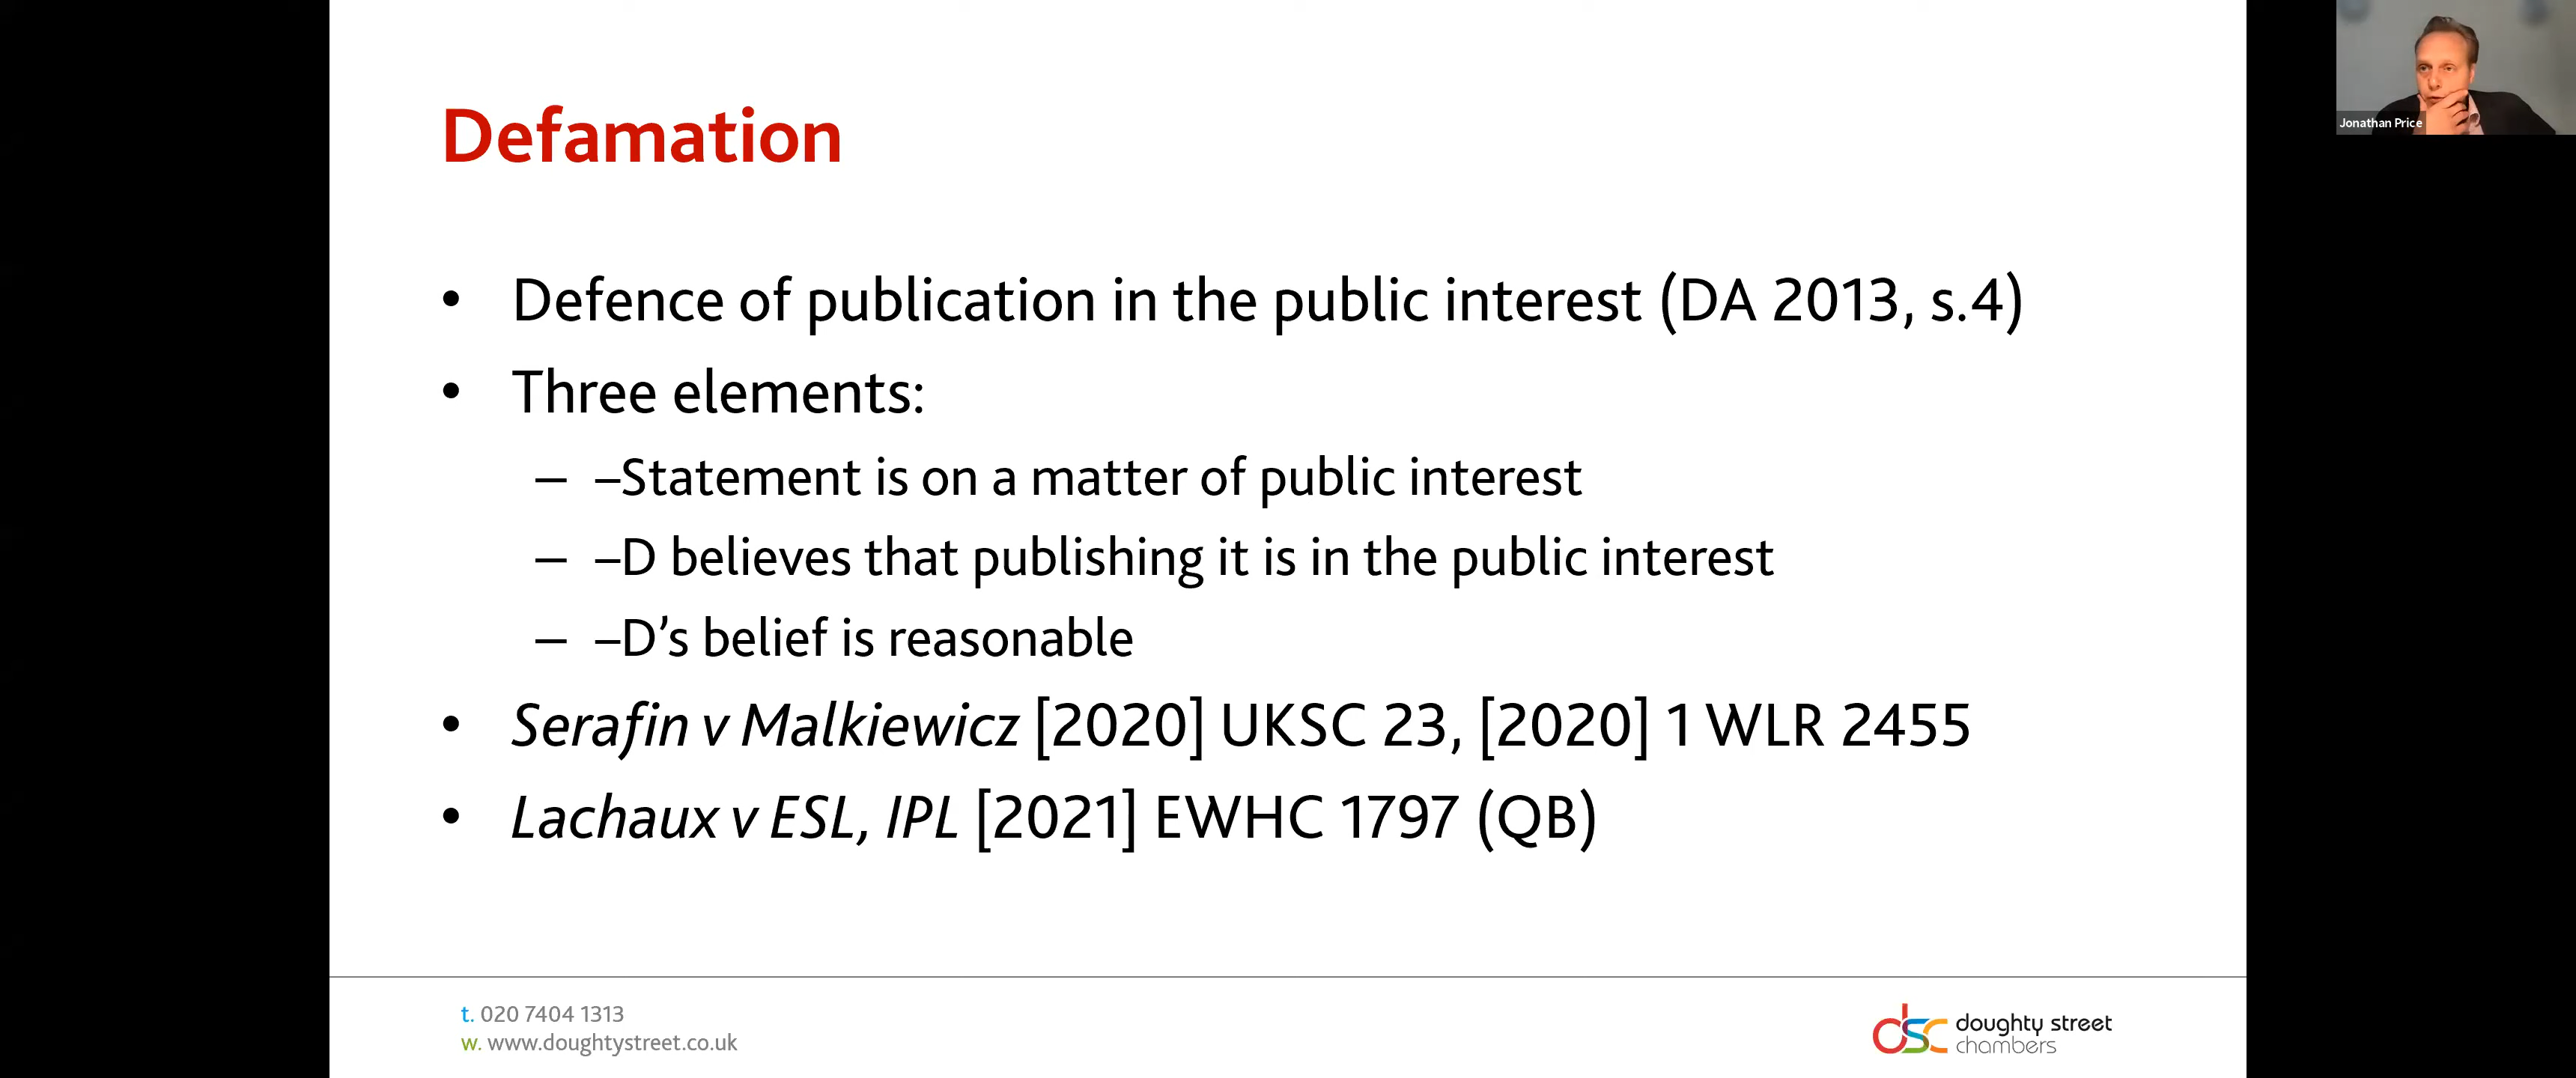 Defamation
Jonathan Price
• Defence of publication in the public interest (DA 2013, s.4)
• Three elements:
– –Statement is on a matter of public interest
– –D believes that publishing it is in the public interest
– –D’s belief is reasonable
• Serafin v Malkiewicz [2020] UKSC 23, [2020] 1 WLR 2455
• Lachaux v ESL, IPL [2021] EWHC 1797 (QB)
t. 020 7404 1313
w. www.doughtystreet.co.uk
dsc doughty street
chambers